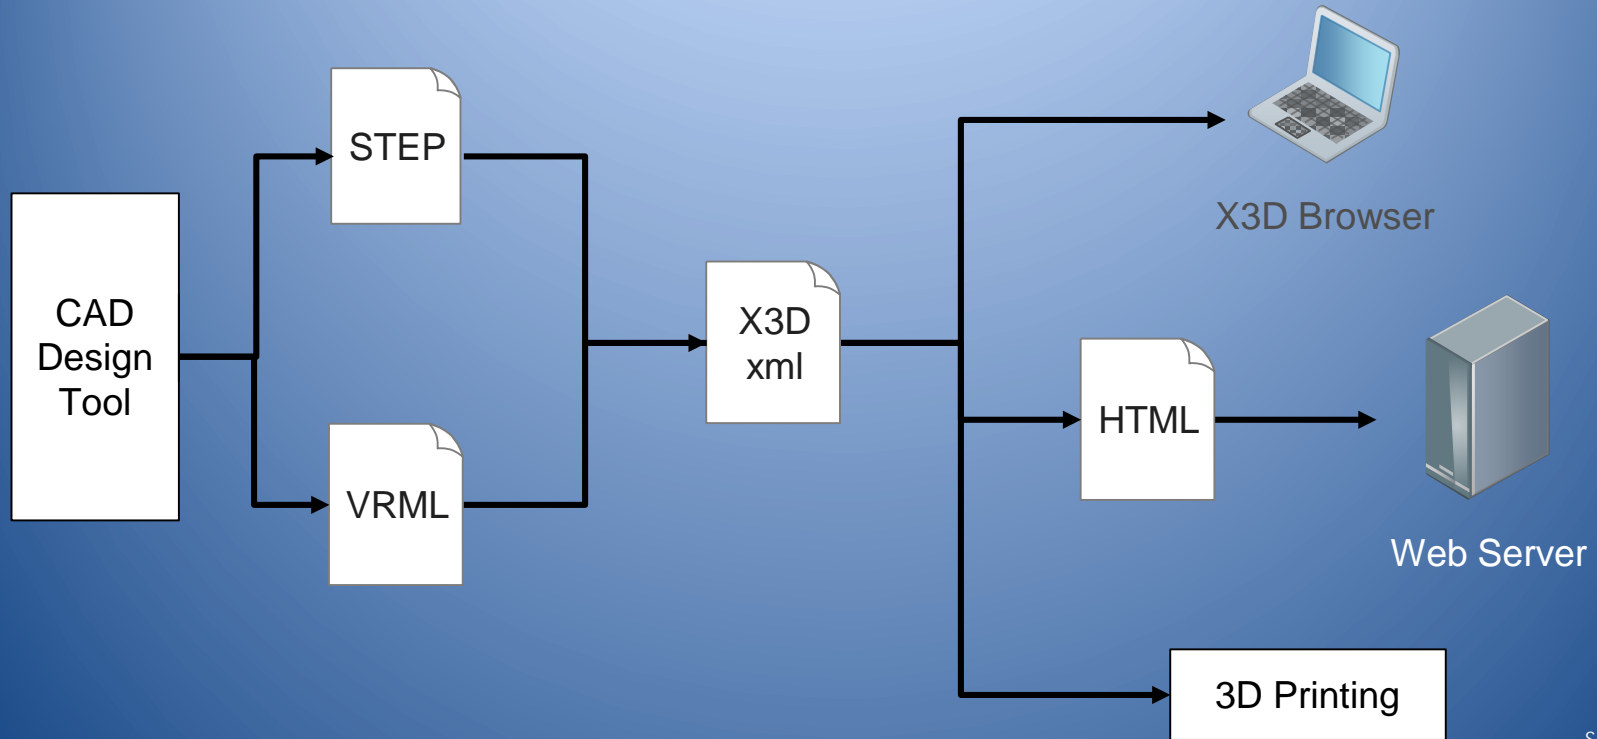 STEP
X3D Browser
CAD
Design
Tool
X3D
xml
HTML
VRML
Web Server
3D Printing